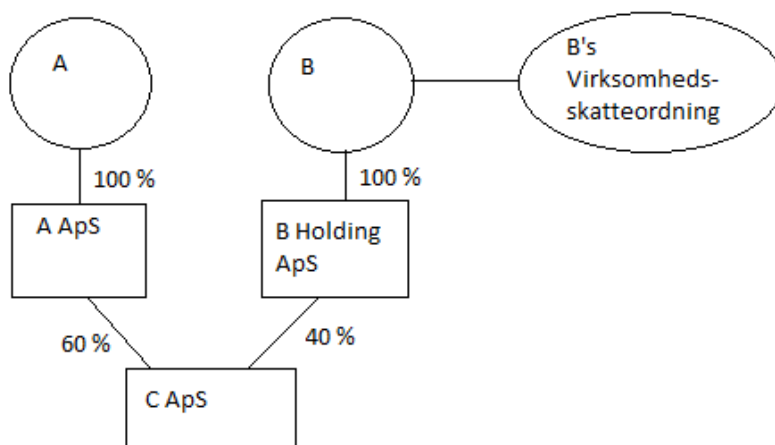 A
B
B's
Virksomheds-
skatteordning
100 %
100 %
A ApS
B Holding
ApS
60 %
40 %
C ApS